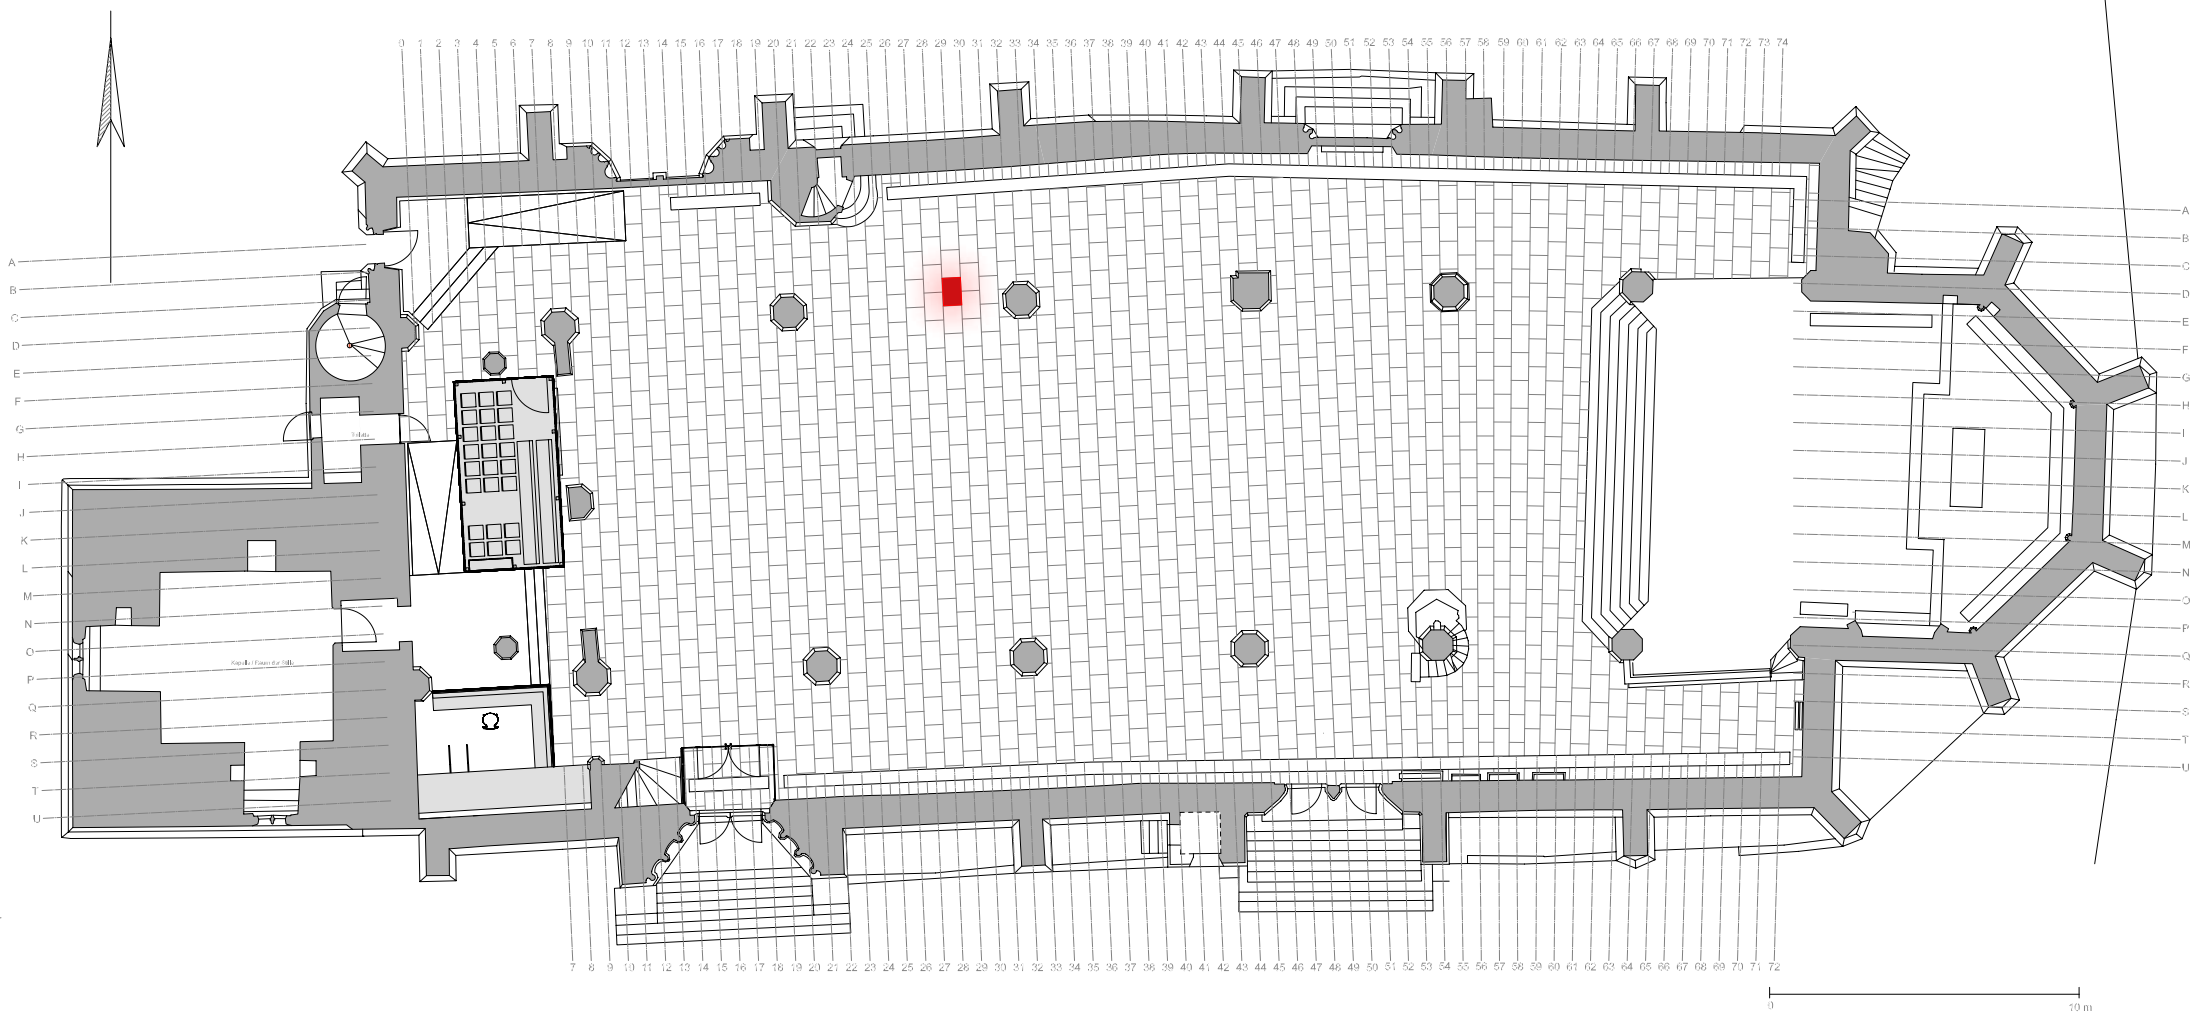 0 1 2 3 4 5 6 7 8 9 10 11 12 13 14 15 16 17 18 19 20 21 22 23 24 25 26 27 28 29 30 31 32 33 34 35 36 37 38 39 40 41 42 43 44 45 46 47 48 49 50 51 52 53 54 55 56 57 58 59 60 61 62 63 64 65 66 67 68 69 70 71 72 73 74
A
B
C
D
E
F
G
H
I
J
K
L
M
N
O
P
Q
R
S
T
U
Kapelle / Raum der Stille
A
B
C
D
E
F
G
H
I
J
K
L
M
N
O
P
Q
R
S
T
U
7 8 9 10 11 12 13 14 15 16 17 18 19 20 21 22 23 24 25 26 27 28 29 30 31 32 33 34 35 36 37 38 39 40 41 42 43 44 45 46 47 48 49 50 51 52 53 54 55 56 57 58 59 60 61 62 63 64 65 66 67 68 69 70 71 72
0 10 m